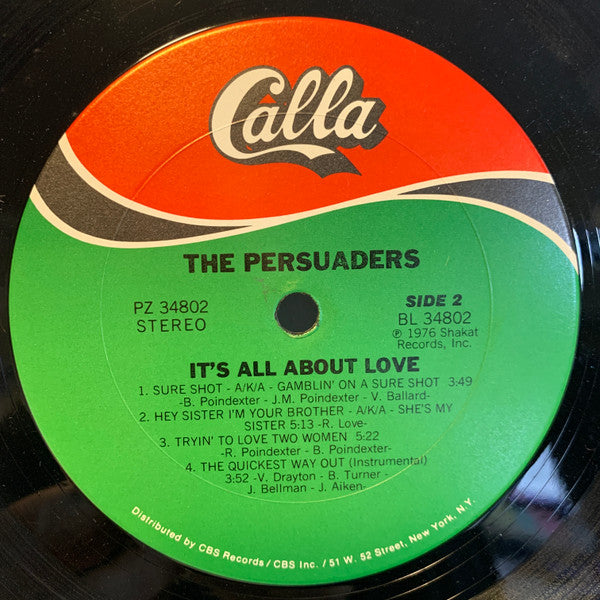 Calla
THE PERSUADERS
PZ 34802
STEREO
SIDE 2
BL 34802
℗ 1976 Shakat
Records, Inc.
IT'S ALL ABOUT LOVE
1. SURE SHOT - A/K/A - GAMBLIN' ON A SURE SHOT 3:49
-B. Poindexter - J.M. Poindexter - V. Ballard-
2. HEY SISTER I'M YOUR BROTHER - A/K/A - SHE'S MY
SISTER 5:13 -R. Love-
3. TRYIN' TO LOVE TWO WOMEN 5:22
-R. Poindexter - B. Poindexter-
4. THE QUICKEST WAY OUT (Instrumental)
3:52 -V. Drayton - B. Turner -
J. Bellman - J. Aiken-
Distributed by CBS Records / CBS Inc. / 51 W. 52 Street, New York, N.Y.